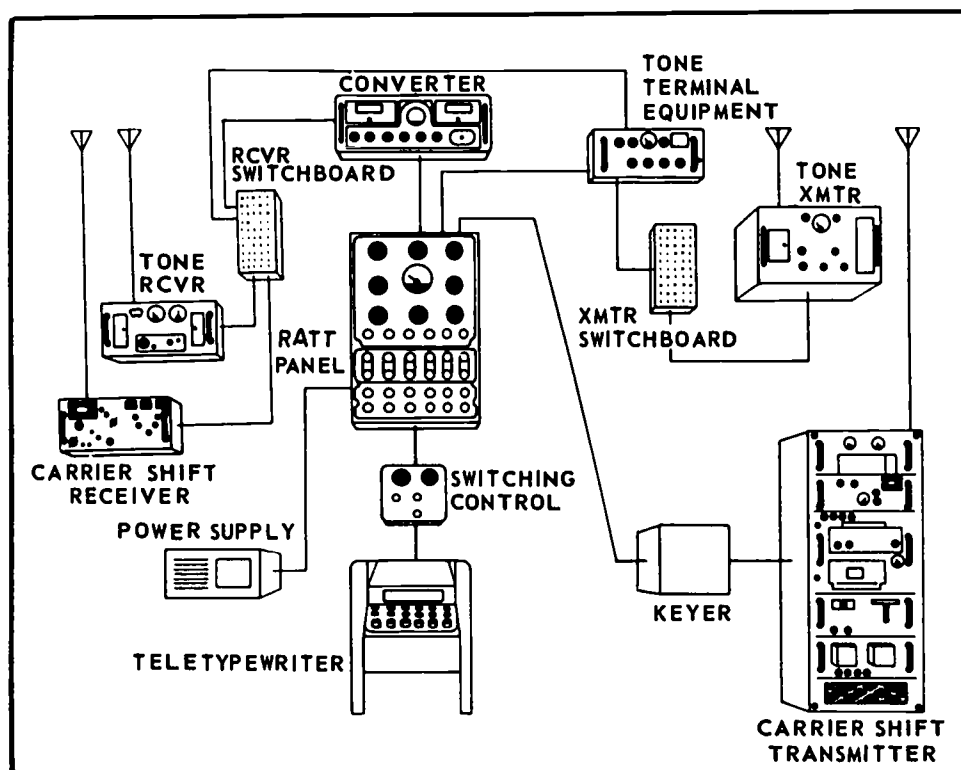 CONVERTER
TONE
TERMINAL
EQUIPMENT
RCVR
SWITCHBOARD
TONE
XMTR
TONE
RCVR
XMTR
SWITCHBOARD
RATT
PANEL
CARRIER SHIFT
RECEIVER
SWITCHING
CONTROL
POWER SUPPLY
KEYER
TELETYPEWRITER
CARRIER SHIFT
TRANSMITTER